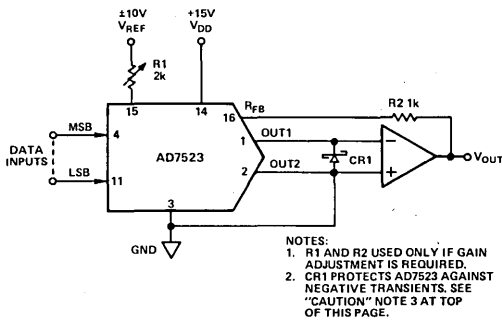 ±10V
VREF
+15V
VDD
R1
2k
15
14
RFB
16
R2 1k
MSB
4
DATA
INPUTS
LSB
11
AD7523
1
OUT1
2
OUT2
CR1
−
+
VOUT
3
GND
NOTES:
1. R1 AND R2 USED ONLY IF GAIN
ADJUSTMENT IS REQUIRED.
2. CR1 PROTECTS AD7523 AGAINST
NEGATIVE TRANSIENTS. SEE
"CAUTION" NOTE 3 AT TOP
OF THIS PAGE.